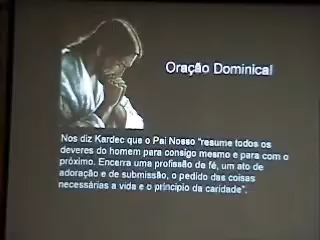 Oração Dominical
Nos diz Kardec que o Pai Nosso "resume todos os
deveres do homem para consigo mesmo e para com o
próximo. Encerra uma profissão de fé, um ato de
adoração e de submissão, o pedido das coisas
necessárias a vida e o princípio da caridade".